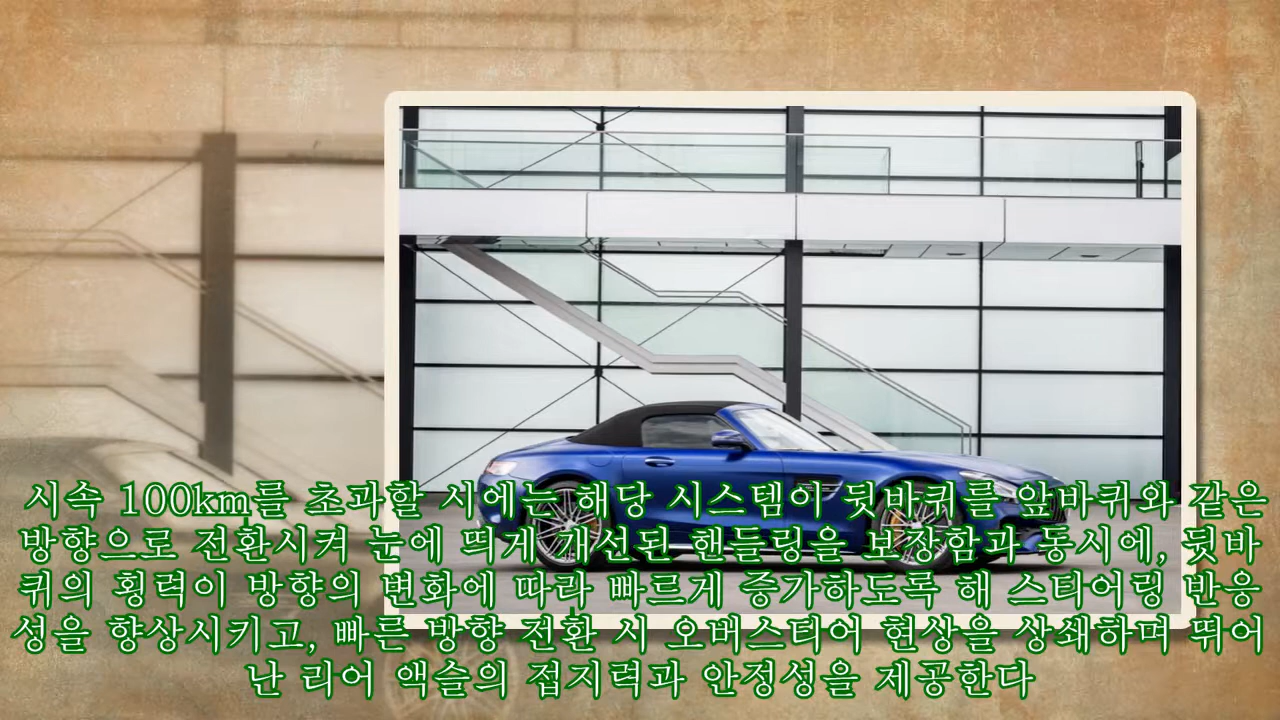 시속 100km를 초과할 시에는 해당 시스템이 뒷바퀴를 앞바퀴와 같은
방향으로 전환시켜 눈에 띄게 개선된 핸들링을 보장함과 동시에, 뒷바
퀴의 횡력이 방향의 변화에 따라 빠르게 증가하도록 해 스티어링 반응
성을 향상시키고, 빠른 방향 전환 시 오버스티어 현상을 상쇄하며 뛰어
난 리어 액슬의 접지력과 안정성을 제공한다